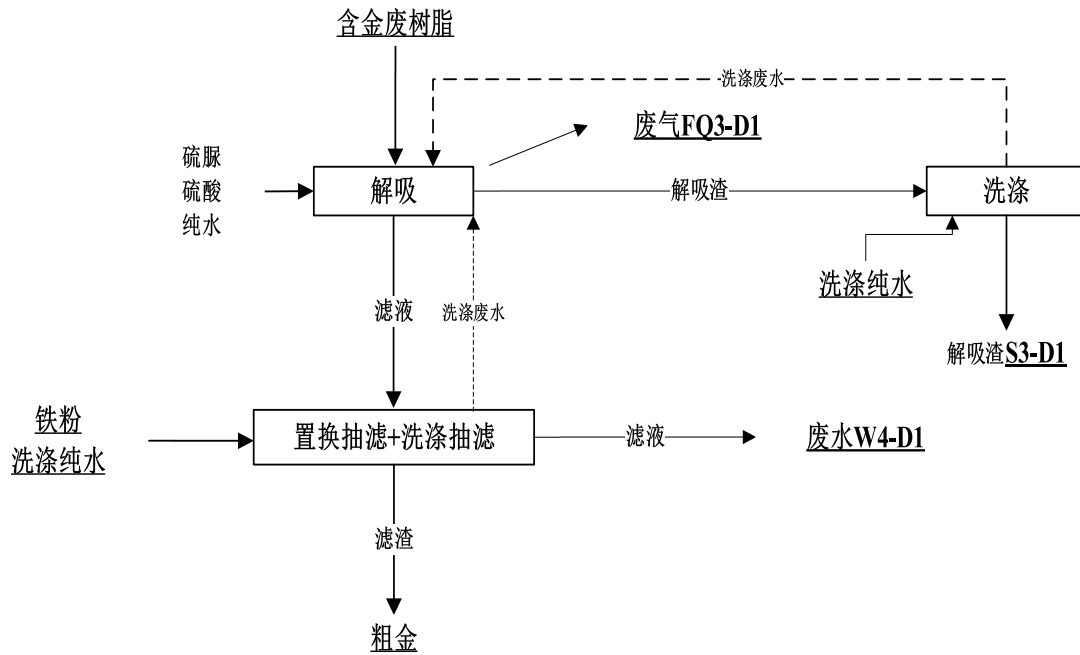 含金废树脂
洗涤废水
废气FQ3-D1
硫脲
硫酸
纯水
解吸
解吸渣
洗涤
洗涤纯水
滤液
洗涤废水
解吸渣S3-D1
铁粉
洗涤纯水
置换抽滤+洗涤抽滤
滤液
废水W4-D1
滤渣
粗金